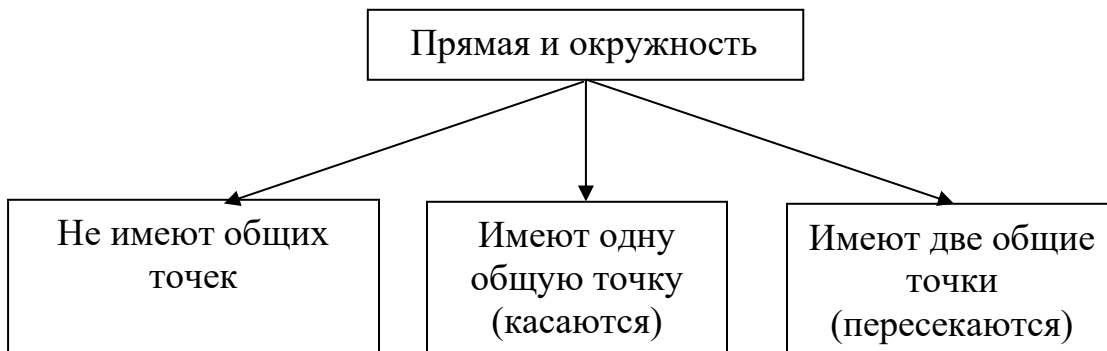 Прямая и окружность
Не имеют общих
точек
Имеют одну
общую точку
(касаются)
Имеют две общие
точки
(пересекаются)